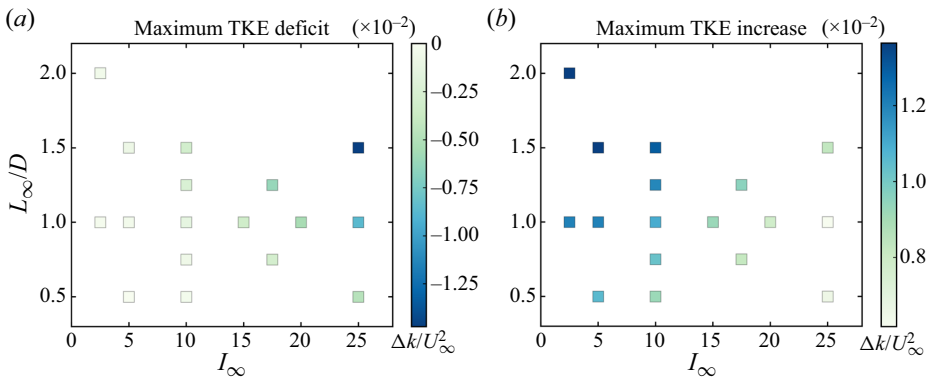 (a) Maximum TKE deficit (×10⁻²)
(b) Maximum TKE increase (×10⁻²)
L∞/D
2.0
1.5
1.0
0.5
0 5 10 15 20 25
I∞
0
−0.25
−0.50
−0.75
−1.00
−1.25
Δk/U²∞
0 5 10 15 20 25
I∞
1.2
1.0
0.8
Δk/U²∞